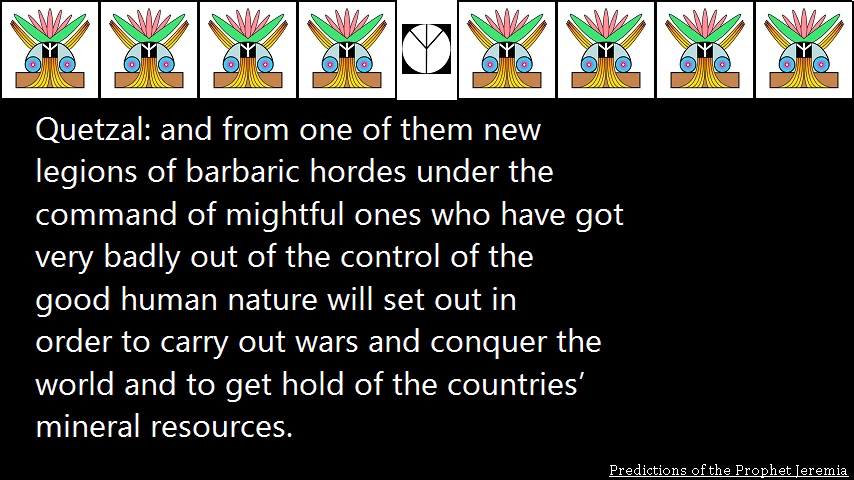 Quetzal: and from one of them new
legions of barbaric hordes under the
command of mightful ones who have got
very badly out of the control of the
good human nature will set out in
order to carry out wars and conquer the
world and to get hold of the countries’
mineral resources.
Predictions of the Prophet Jeremia